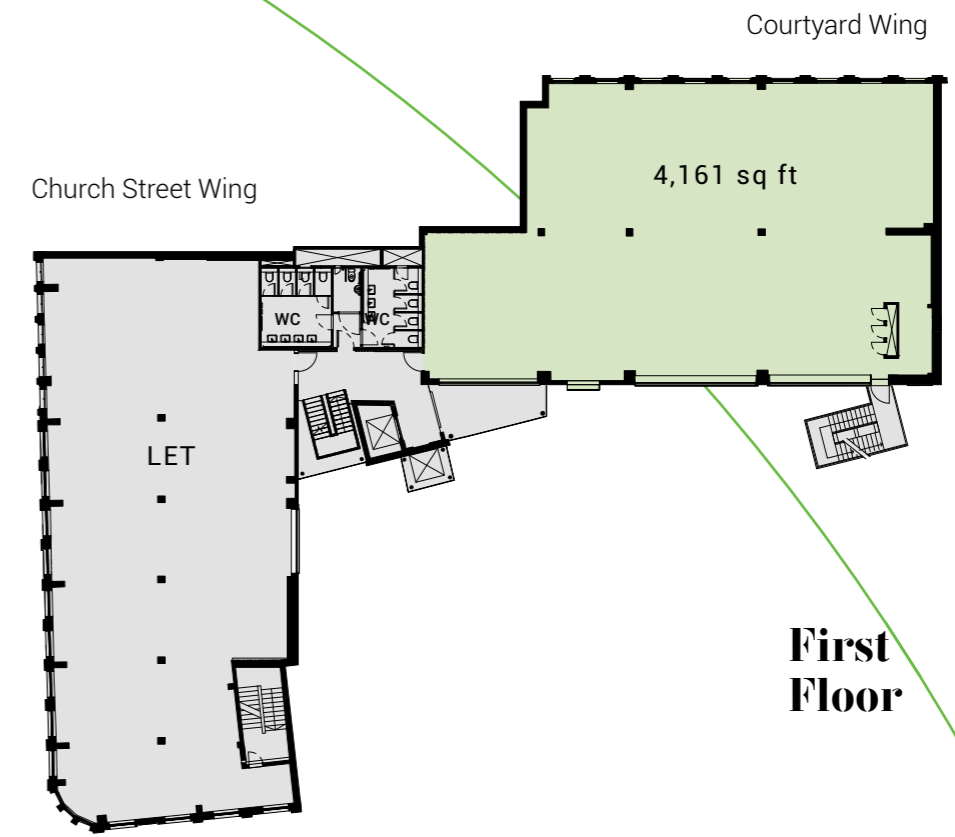 Courtyard Wing
4,161 sq ft
Church Street Wing
WC
WC
LET
First
Floor